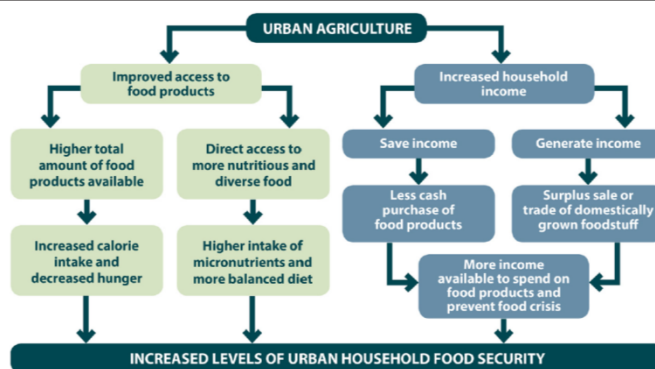 URBAN AGRICULTURE
Improved access to
food products
Increased household
income
Higher total
amount of food
products available
Direct access to
more nutritious and
diverse food
Save income
Generate income
Less cash
purchase of
food products
Surplus sale or
trade of domestically
grown foodstuff
Increased calorie
intake and
decreased hunger
Higher intake of
micronutrients and
more balanced diet
More income
available to spend on
food products and
prevent food crisis
INCREASED LEVELS OF URBAN HOUSEHOLD FOOD SECURITY